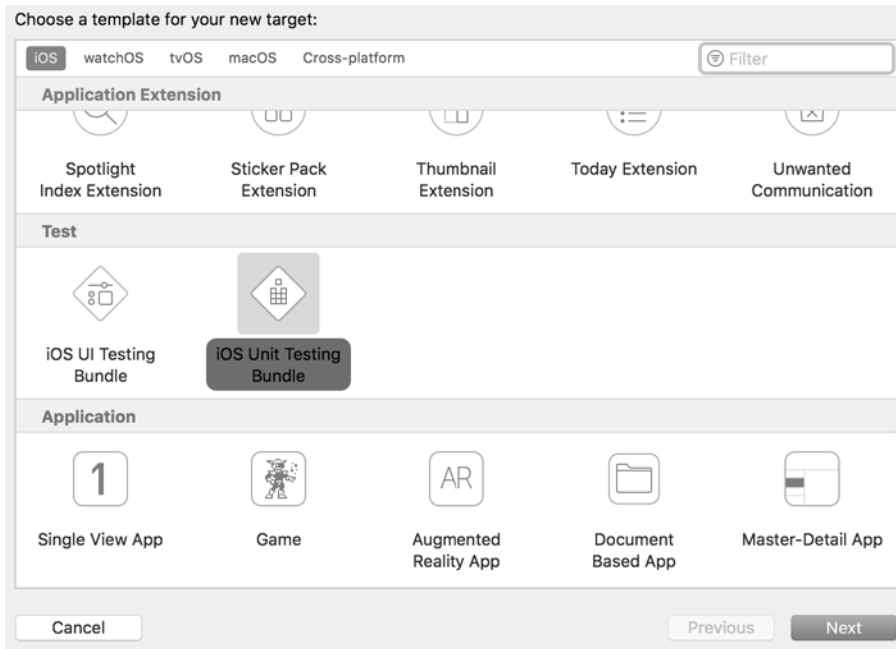 Choose a template for your new target:
iOS watchOS tvOS macOS Cross-platform Filter
Application Extension
Spotlight Sticker Pack Thumbnail Today Extension Unwanted
Index Extension Extension Extension Communication
Test
iOS UI Testing iOS Unit Testing
Bundle Bundle
Application
1 AR
Single View App Game Augmented Document Master-Detail App
Reality App Based App
Cancel Previous Next